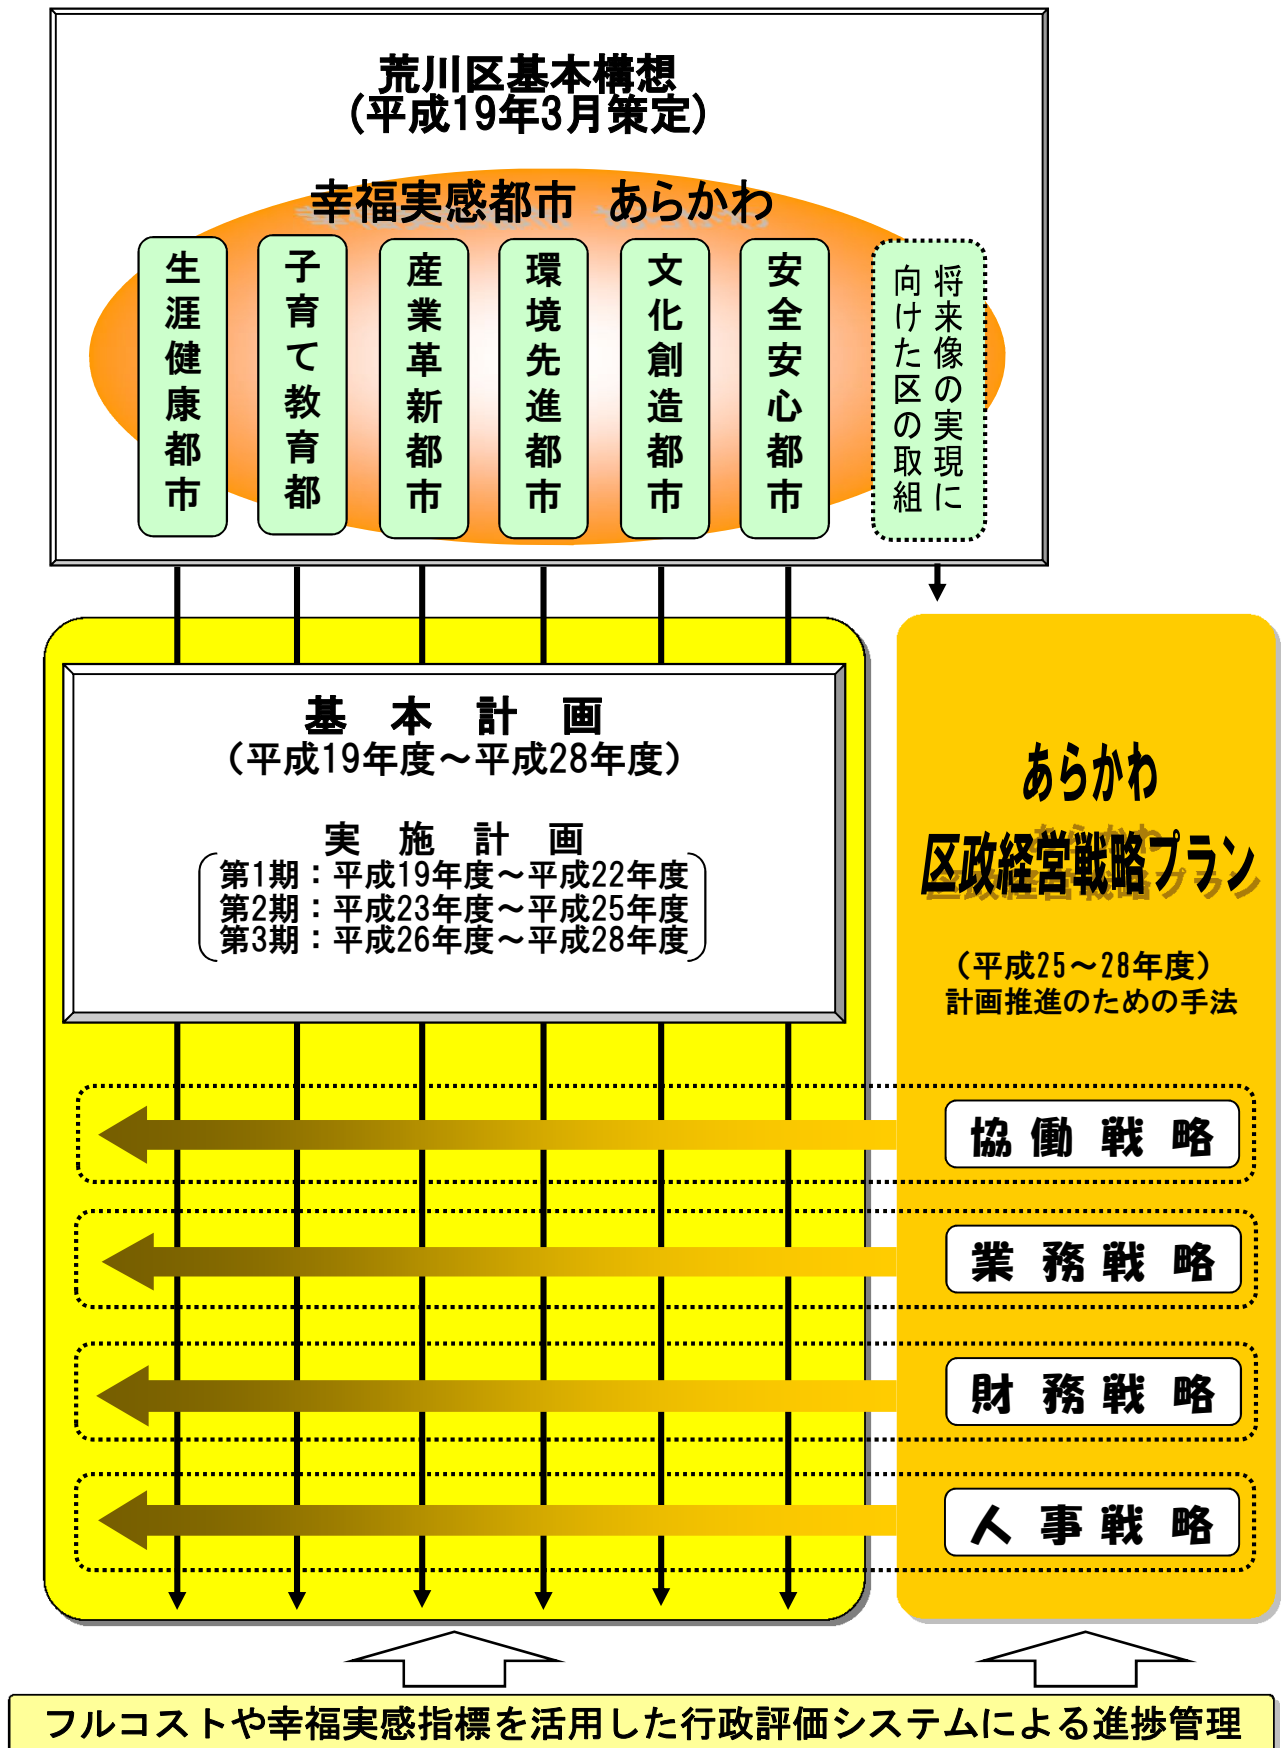 荒川区基本構想
(平成19年3月策定)
幸福実感都市　あらかわ
生涯健康都市
子育て教育都
産業革新都市
環境先進都市
文化創造都市
安全安心都市
将来像の実現に
向けた区の取組
基　本　計　画
（平成19年度～平成28年度）
実　施　計　画
第1期：平成19年度～平成22年度
第2期：平成23年度～平成25年度
第3期：平成26年度～平成28年度
あらかわ
区政経営戦略プラン
（平成25～28年度）
計画推進のための手法
協 働 戦 略
業 務 戦 略
財 務 戦 略
人 事 戦 略
フルコストや幸福実感指標を活用した行政評価システムによる進捗管理